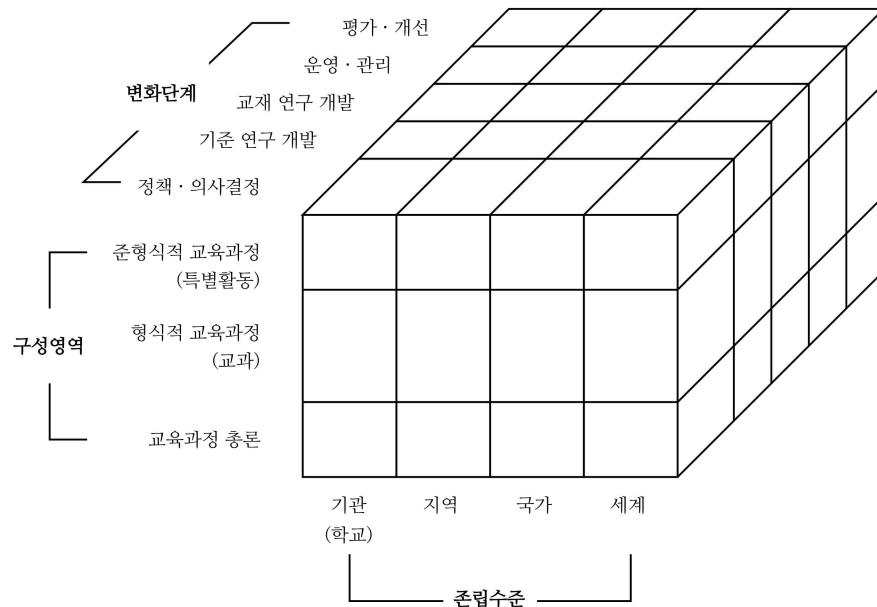 평가 · 개선
운영 · 관리
변화단계
교재 연구 개발
기준 연구 개발
정책 · 의사결정
준형식적 교육과정
(특별활동)
구성영역
형식적 교육과정
(교과)
교육과정 총론
기관 지역 국가 세계
(학교)
존립수준